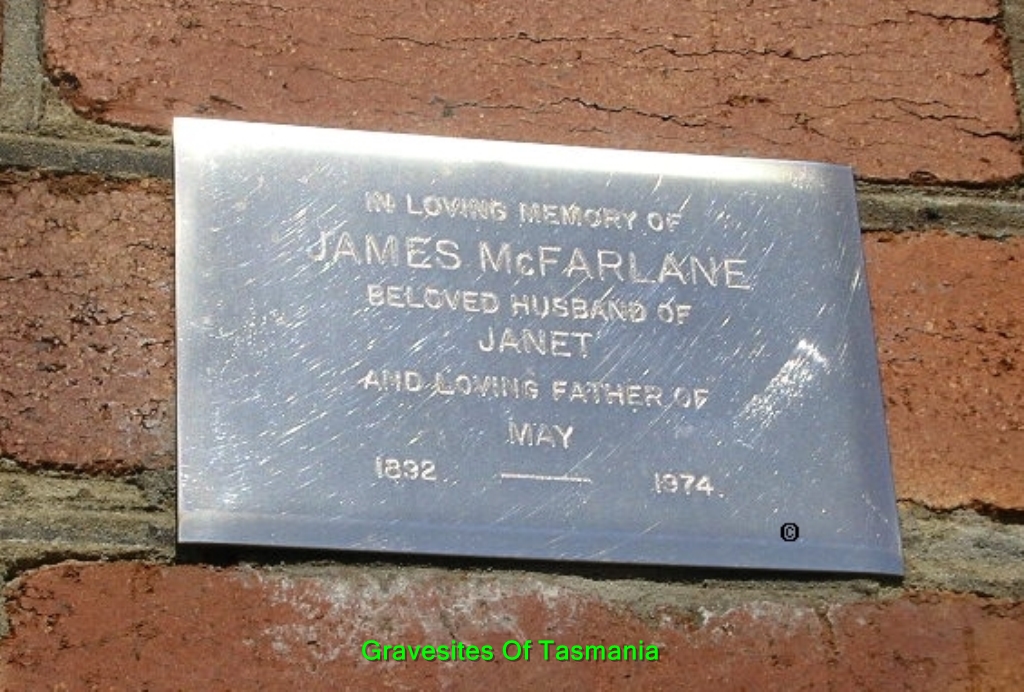 IN LOVING MEMORY OF
JAMES McFARLANE
BELOVED HUSBAND OF
JANET
AND LOVING FATHER OF
MAY
1892 —— 1974.
©
Gravesites Of Tasmania